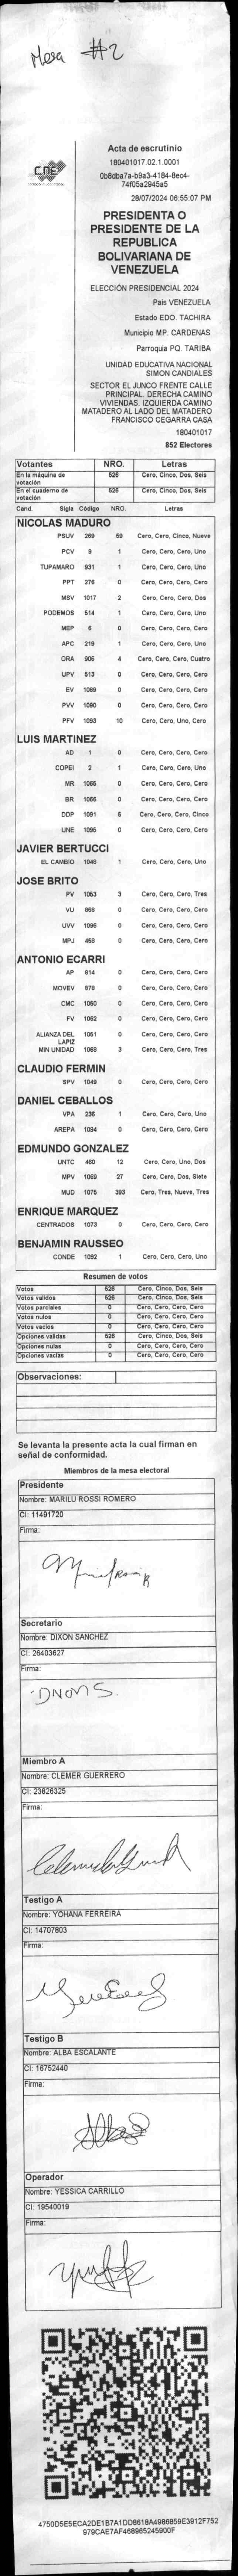 Mesa #2
CNE
Acta de escrutinio
180401017.02.1.0001
0b8dba7a-b9a3-4184-8ec4-
74f05a2945a5
28/07/2024 06:55:07 PM
PRESIDENTA O
PRESIDENTE DE LA
REPUBLICA
BOLIVARIANA DE
VENEZUELA
ELECCIÓN PRESIDENCIAL 2024
Pais VENEZUELA
Estado EDO. TACHIRA
Municipio MP. CARDENAS
Parroquia PQ. TARIBA
UNIDAD EDUCATIVA NACIONAL
SIMON CANDIALES
SECTOR EL JUNCO FRENTE CALLE
PRINCIPAL. DERECHA CAMINO
VIVIENDAS. IZQUIERDA CAMINO
MATADERO AL LADO DEL MATADERO
FRANCISCO CEGARRA CASA
180401017
852 Electores
Votantes NRO. Letras
En la máquina de votación 526 Cero, Cinco, Dos, Seis
En el cuaderno de votación 526 Cero, Cinco, Dos, Seis
Cand. Sigla Código NRO. Letras
NICOLAS MADURO
PSUV 269 59 Cero, Cero, Cinco, Nueve
PCV 9 1 Cero, Cero, Cero, Uno
TUPAMARO 931 1 Cero, Cero, Cero, Uno
PPT 276 0 Cero, Cero, Cero, Cero
MSV 1017 2 Cero, Cero, Cero, Dos
PODEMOS 514 1 Cero, Cero, Cero, Uno
MEP 6 0 Cero, Cero, Cero, Cero
APC 219 1 Cero, Cero, Cero, Uno
ORA 906 4 Cero, Cero, Cero, Cuatro
UPV 513 0 Cero, Cero, Cero, Cero
EV 1089 0 Cero, Cero, Cero, Cero
PVV 1090 0 Cero, Cero, Cero, Cero
PFV 1093 10 Cero, Cero, Uno, Cero
LUIS MARTINEZ
AD 1 0 Cero, Cero, Cero, Cero
COPEI 2 1 Cero, Cero, Cero, Uno
MR 1065 0 Cero, Cero, Cero, Cero
BR 1066 0 Cero, Cero, Cero, Cero
DDP 1091 5 Cero, Cero, Cero, Cinco
UNE 1095 0 Cero, Cero, Cero, Cero
JAVIER BERTUCCI
EL CAMBIO 1048 1 Cero, Cero, Cero, Uno
JOSE BRITO
PV 1053 3 Cero, Cero, Cero, Tres
VU 868 0 Cero, Cero, Cero, Cero
UVV 1096 0 Cero, Cero, Cero, Cero
MPJ 458 0 Cero, Cero, Cero, Cero
ANTONIO ECARRI
AP 914 0 Cero, Cero, Cero, Cero
MOVEV 878 0 Cero, Cero, Cero, Cero
CMC 1050 0 Cero, Cero, Cero, Cero
FV 1052 0 Cero, Cero, Cero, Cero
ALIANZA DEL LAPIZ 1051 0 Cero, Cero, Cero, Cero
MIN UNIDAD 1068 3 Cero, Cero, Cero, Tres
CLAUDIO FERMIN
SPV 1049 0 Cero, Cero, Cero, Cero
DANIEL CEBALLOS
VPA 236 1 Cero, Cero, Cero, Uno
AREPA 1094 0 Cero, Cero, Cero, Cero
EDMUNDO GONZALEZ
UNTC 460 12 Cero, Cero, Uno, Dos
MPV 1069 27 Cero, Cero, Dos, Siete
MUD 1075 393 Cero, Tres, Nueve, Tres
ENRIQUE MARQUEZ
CENTRADOS 1073 0 Cero, Cero, Cero, Cero
BENJAMIN RAUSSEO
CONDE 1092 1 Cero, Cero, Cero, Uno
Resumen de votos
Votos 526 Cero, Cinco, Dos, Seis
Votos validos 526 Cero, Cinco, Dos, Seis
Votos parciales 0 Cero, Cero, Cero, Cero
Votos nulos 0 Cero, Cero, Cero, Cero
Votos vacios 0 Cero, Cero, Cero, Cero
Opciones validas 526 Cero, Cinco, Dos, Seis
Opciones nulas 0 Cero, Cero, Cero, Cero
Opciones vacias 0 Cero, Cero, Cero, Cero
Observaciones:
Se levanta la presente acta la cual firman en
señal de conformidad.
Miembros de la mesa electoral
Presidente
Nombre: MARILU ROSSI ROMERO
CI: 11491720
Firma:
Secretario
Nombre: DIXON SANCHEZ
CI: 26403627
Firma:
Miembro A
Nombre: CLEMER GUERRERO
CI: 23826325
Firma:
Testigo A
Nombre: YOHANA FERREIRA
CI: 14707803
Firma:
Testigo B
Nombre: ALBA ESCALANTE
CI: 16752440
Firma:
Operador
Nombre: YESSICA CARRILLO
CI: 19540019
Firma:
4750D5E5ECA2DE1B7A1DD8618A4986859E3912F752
979CAE7AF468965245900F